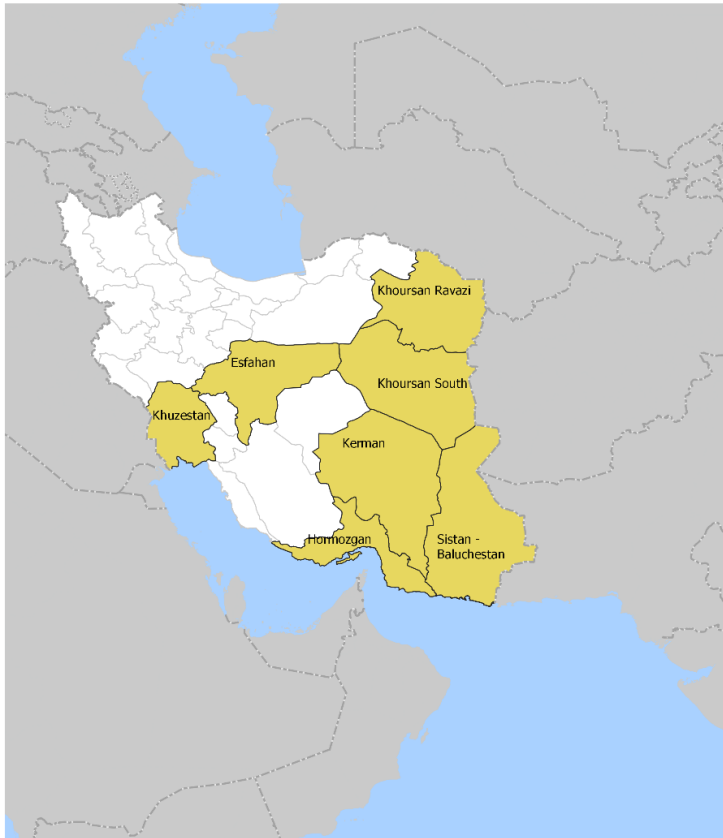 Khoursan Ravazi
Esfahan
Khoursan South
Khuzestan
Kerman
Hormozgan
Sistan -
Baluchestan